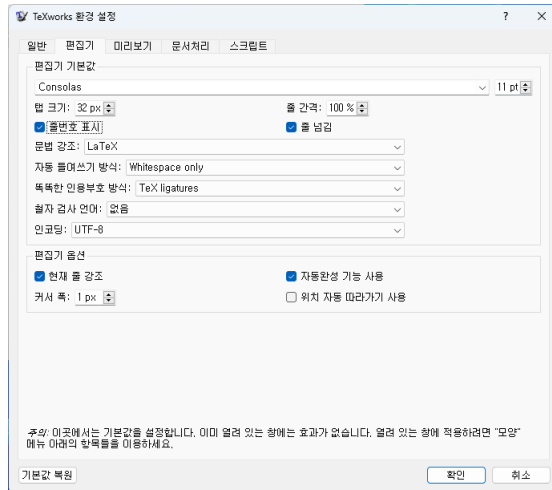 TeXworks 환경 설정
일반 편집기 미리보기 문서처리 스크립트
편집기 기본값
Consolas 11 pt
탭 크기: 32 px 줄 간격: 100 %
줄번호 표시 줄 넘김
문법 강조: LaTeX
자동 들여쓰기 방식: Whitespace only
똑똑한 인용부호 방식: TeX ligatures
철자 검사 언어: 없음
인코딩: UTF-8
편집기 옵션
현재 줄 강조 자동완성 기능 사용
커서 폭: 1 px 위치 자동 따라가기 사용
주의: 이곳에서는 기본값을 설정합니다. 이미 열려 있는 창에는 효과가 없습니다. 열려 있는 창에 적용하려면 "모양"
메뉴 아래의 항목들을 이용하세요.
기본값 복원 확인 취소